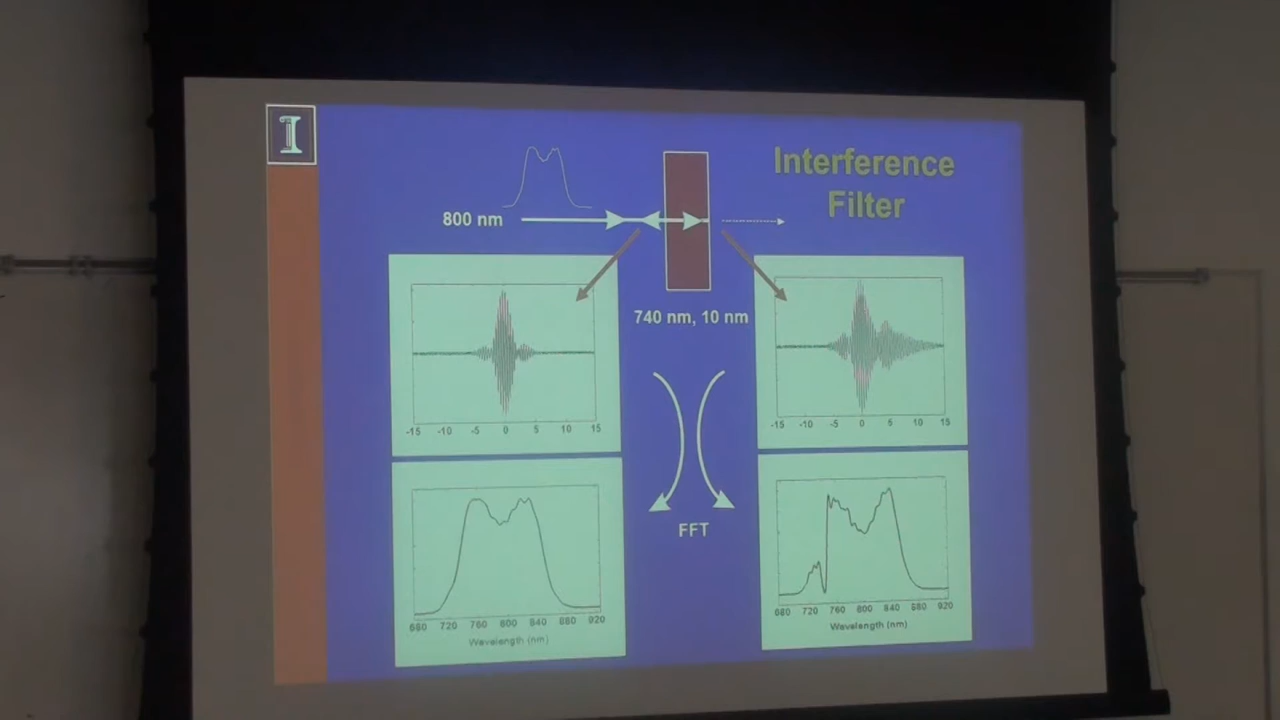 I
Interference
Filter
800 nm
740 nm, 10 nm
-15 -10 -5 0 5 10 15
-15 -10 -5 0 5 10 15
FFT
680 720 760 800 840 880 920
Wavelength (nm)
680 720 760 800 840 880 920
Wavelength (nm)